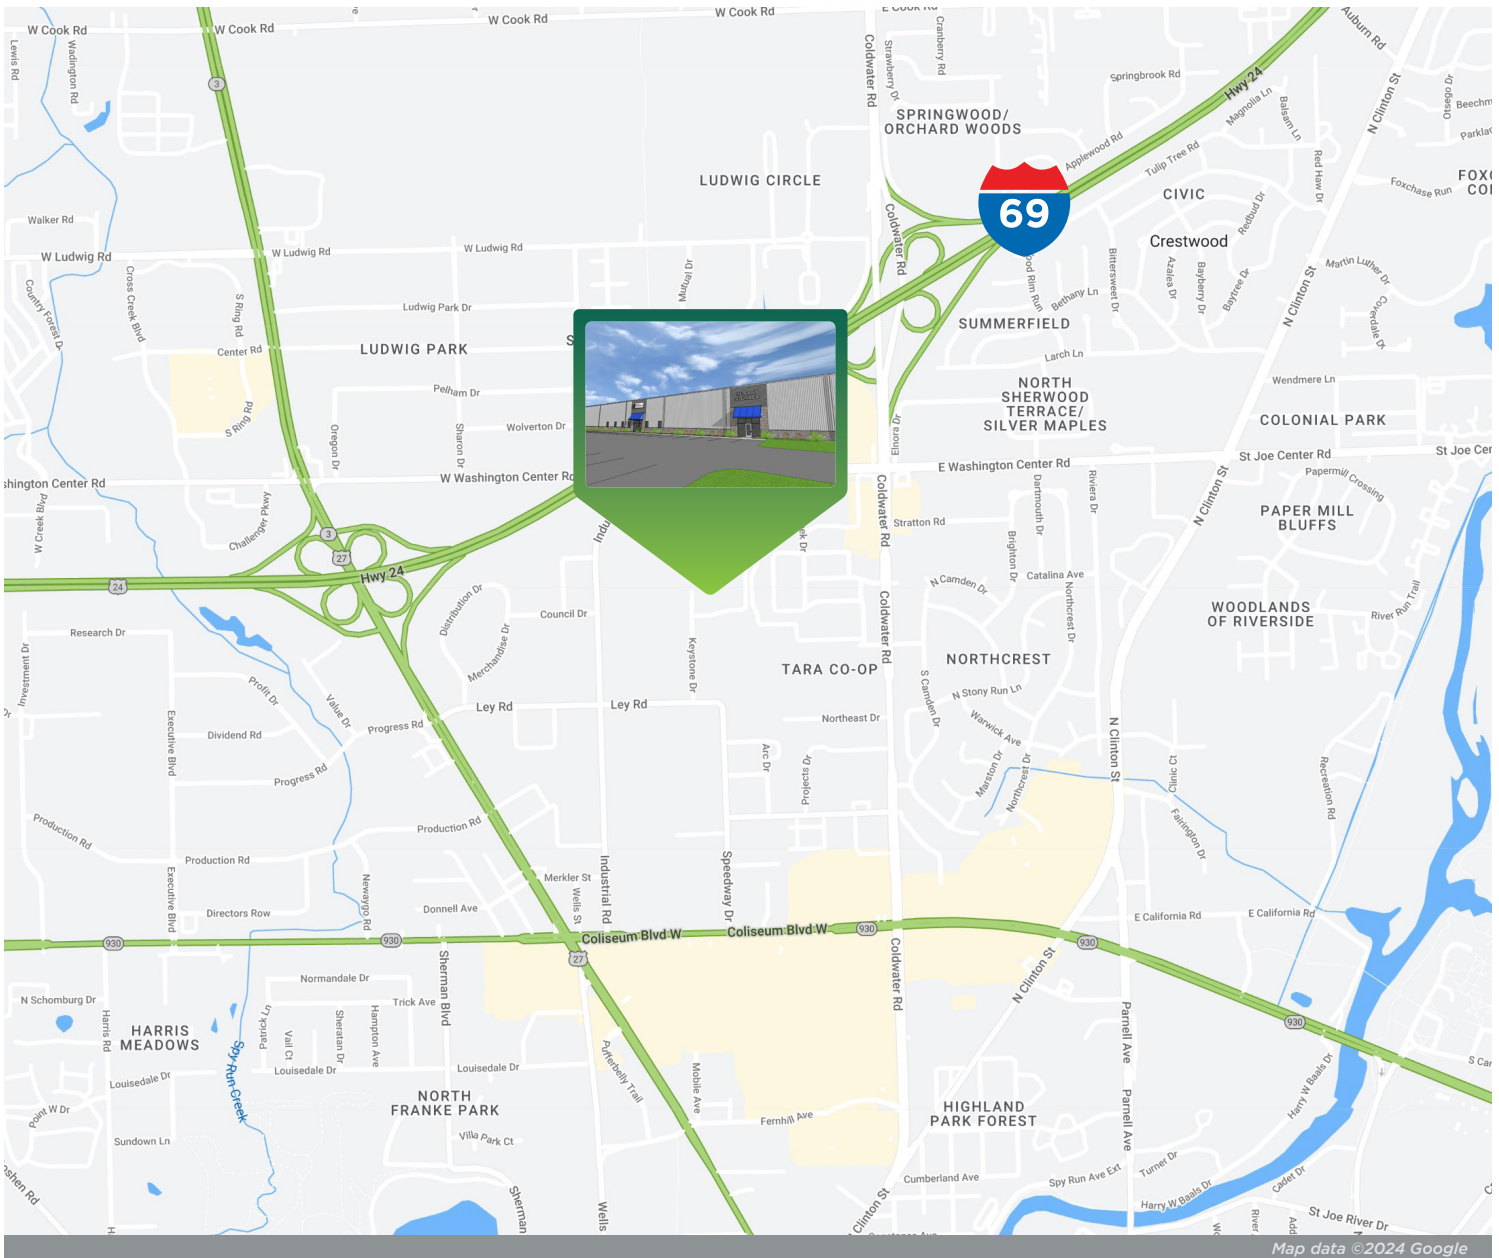 W Cook Rd
W Cook Rd
W Cook Rd
W Cook Rd
E Cook Rd
Auburn Rd
Lewis Rd
Wadington Rd
3
Coldwater Rd
Strawberry Dr
Cranberry Rd
Springbrook Rd
Hwy 24
Magnolia Ln
Balsam Ln
N Clinton St
Otsego Dr
SPRINGWOOD/
ORCHARD WOODS
Applewood Rd
Tulip Tree Rd
Red Haw Dr
Foxchase Run
LUDWIG CIRCLE
69
CIVIC
Crestwood
Redbud Dr
Walker Rd
W Ludwig Rd
W Ludwig Rd
W Ludwig Rd
Coldwater Rd
Mutual Dr
Cross Creek Blvd
S Ring Rd
Ludwig Park Dr
Bethany Ln
Bittersweet Dr
Azalea Dr
Bayberry Dr
Baytree Dr
N Clinton St
Martin Luther Dr
Coverdale Dr
SUMMERFIELD
Center Rd
LUDWIG PARK
Larch Ln
S Ring Rd
Pelham Dr
NORTH
SHERWOOD
TERRACE/
SILVER MAPLES
Wendmere Ln
COLONIAL PARK
Oregon Dr
Sharon Dr
Wolverton Dr
Elnora Dr
W Washington Center Rd
E Washington Center Rd
St Joe Center Rd
shington Center Rd
W Creek Blvd
Challenger Pkwy
Coldwater Rd
Stratton Rd
Dartmouth Dr
Riviera Dr
N Clinton St
Papermill Crossing
PAPER MILL
BLUFFS
3
27
Hwy 24
24
Brighton Dr
Catalina Ave
Northcrest Dr
N Camden Dr
Distribution Dr
Council Dr
Coldwater Rd
WOODLANDS
OF RIVERSIDE
River Run Trail
Research Dr
Merchandise Dr
Keystone Dr
TARA CO-OP
NORTHCREST
Investment Dr
Profit Dr
Value Dr
Ley Rd
Ley Rd
S Camden Dr
N Stony Run Ln
Executive Blvd
Dividend Rd
Progress Rd
Northeast Dr
Warwick Ave
N Clinton St
Progress Rd
Arc Dr
Projects Dr
Marston Dr
Northcrest Dr
Clinic Ct
Recreation Rd
Production Rd
Production Rd
Production Rd
Fairington Dr
Executive Blvd
Newaygo Rd
Merkler St
Wells St
Industrial Rd
Speedway Dr
Directors Row
Donnell Ave
E California Rd
E California Rd
930
930
Coliseum Blvd W
Coliseum Blvd W
930
930
27
Sherman Blvd
Coldwater Rd
N Clinton St
Normandale Dr
N Schomburg Dr
Trick Ave
930
Harris Rd
HARRIS
MEADOWS
Patrick Ln
Vail Ct
Sheratan Dr
Hampton Ave
Parnell Ave
Spy Run Creek
Louisedale Dr
Louisedale Dr
Louisedale Dr
Pufferbelly Trail
Mobile Ave
Harry W Baals Dr
NORTH
FRANKE PARK
Fernhill Ave
HIGHLAND
PARK FOREST
Parnell Ave
Point W Dr
Sundown Ln
Villa Park Ct
Cumberland Ave
Spy Run Ave Ext
Turner Dr
Cadet Dr
Harry W Baals Dr
St Joe River Dr
Sherman
Wells
Clinton St
Map data ©2024 Google